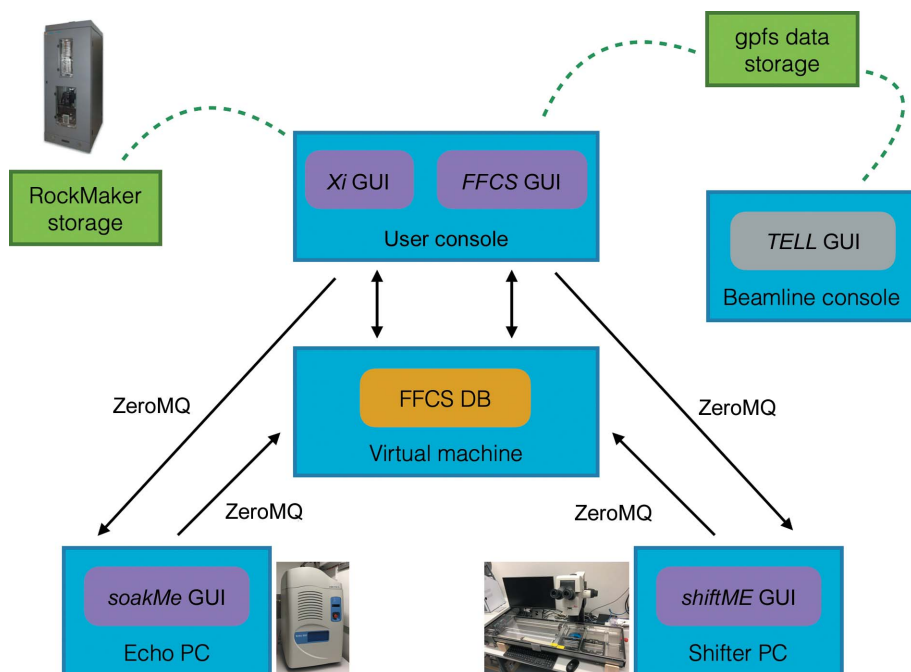 gpfs data
storage
RockMaker
storage
Xi GUI
FFCS GUI
User console
TELL GUI
Beamline console
ZeroMQ
ZeroMQ
FFCS DB
Virtual machine
ZeroMQ
ZeroMQ
soakMe GUI
Echo PC
shiftME GUI
Shifter PC